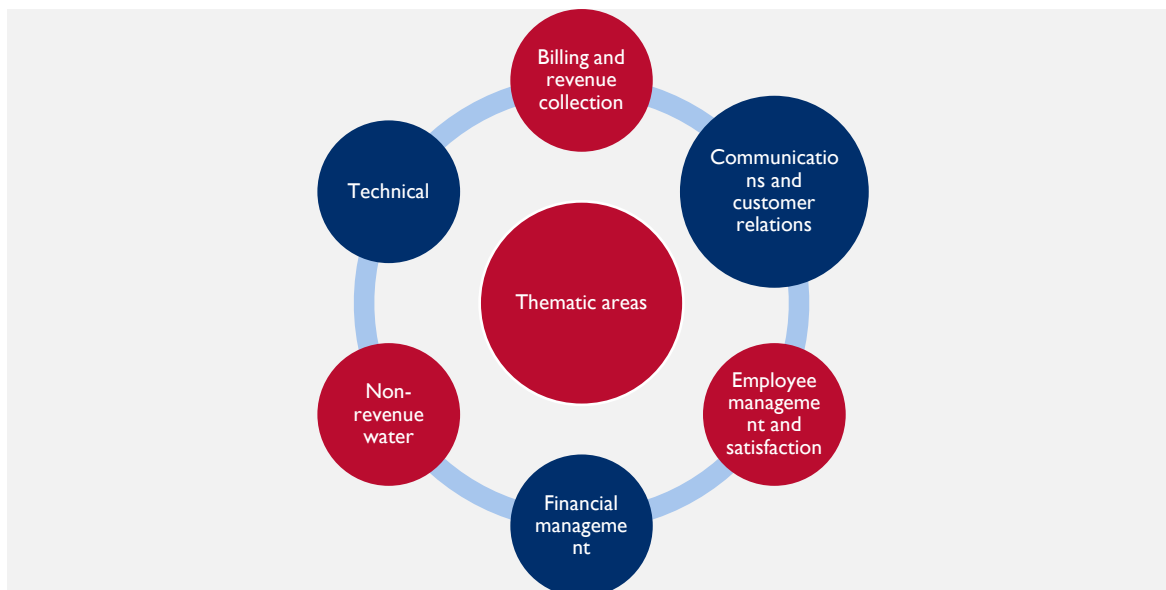 Billing and
revenue
collection
Communicatio
ns and
customer
relations
Employee
manageme
nt and
satisfaction
Financial
manageme
nt
Non-
revenue
water
Technical
Thematic areas